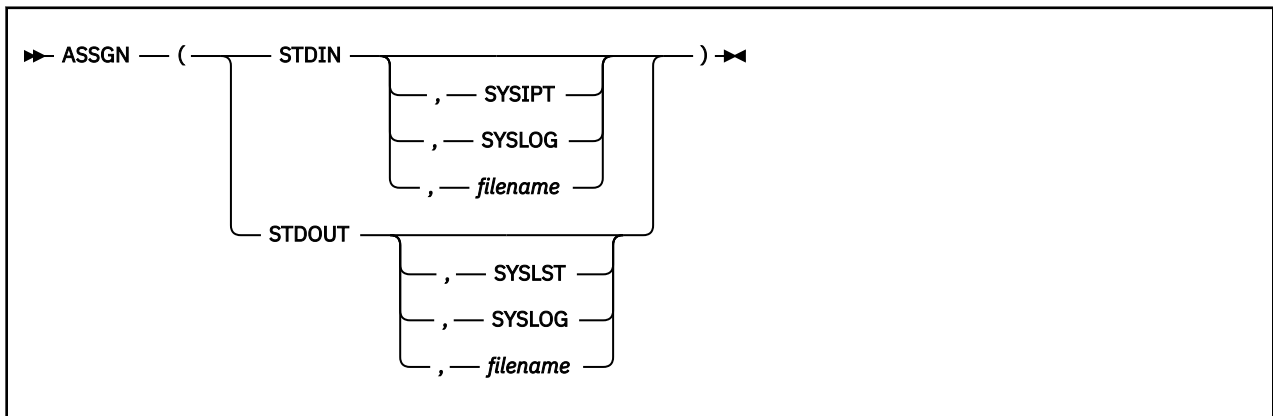 ASSGN ( STDIN )
, SYSIPT
, SYSLOG
, filename
STDOUT
, SYSLST
, SYSLOG
, filename